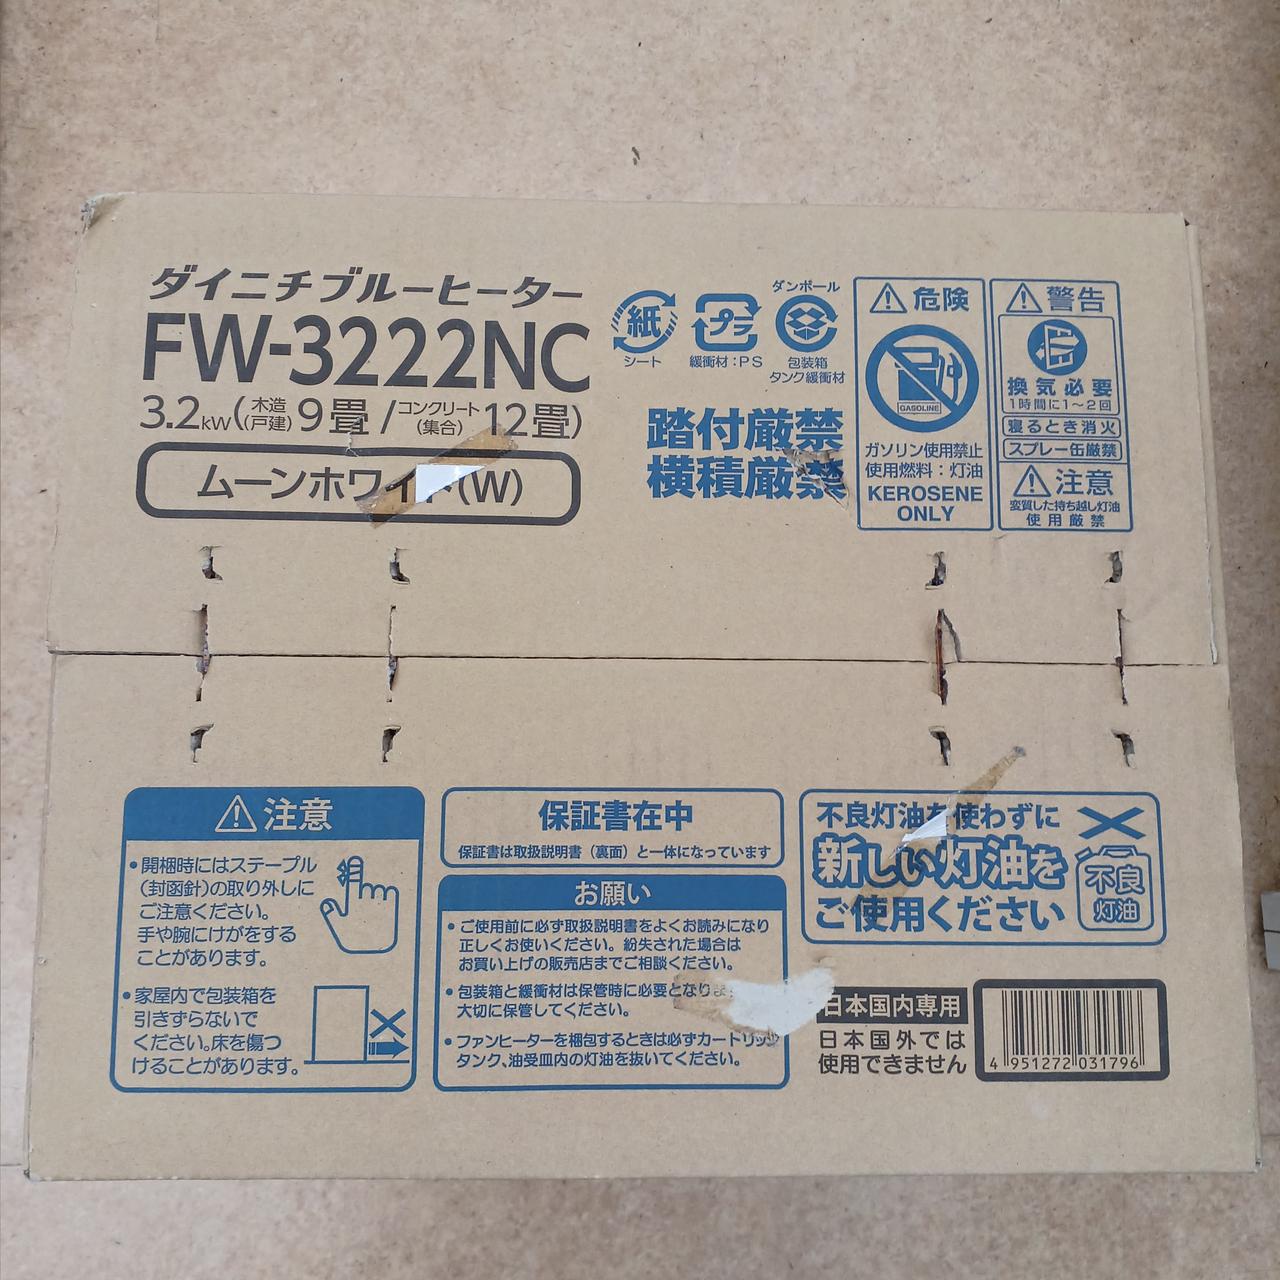 ダイニチブルーヒーター
FW-3222NC
3.2kW(木造(戸建)9畳/コンクリート(集合)12畳)
ムーンホワイト(W)
紙
シート
プラ
緩衝材:PS
ダンボール
包装箱
タンク緩衝材
踏付厳禁
横積厳禁
危険
GASOLINE
ガソリン使用禁止
使用燃料:灯油
KEROSENE
ONLY
警告
換気必要
1時間に1〜2回
寝るとき消火
スプレー缶厳禁
注意
変質した持ち越し灯油
使用厳禁
注意
・開梱時にはステープル
(封函針)の取り外しに
ご注意ください。
手や腕にけがをする
ことがあります。
・家屋内で包装箱を
引きずらないで
ください。床を傷つ
けることがあります。
保証書在中
保証書は取扱説明書(裏面)と一体になっています
お願い
・ご使用前に必ず取扱説明書をよくお読みになり
正しくお使いください。紛失された場合は
お買い上げの販売店までご相談ください。
・包装箱と緩衝材は保管時に必要となりま
大切に保管してください。
・ファンヒーターを梱包するときは必ずカートリッジ
タンク、油受皿内の灯油を抜いてください。
不良灯油を使わずに
新しい灯油を
ご使用ください
不良
灯油
日本国内専用
日本国外では
使用できません
4 951272 031796